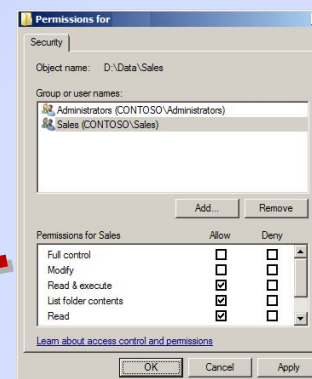 Permissions for
Security
Object name: D:\Data\Sales
Group or user names:
Administrators (CONTOSO\Administrators)
Sales (CONTOSO\Sales)
Add... Remove
Permissions for Sales Allow Deny
Full control
Modify
Read & execute
List folder contents
Read
Learn about access control and permissions
OK Cancel Apply